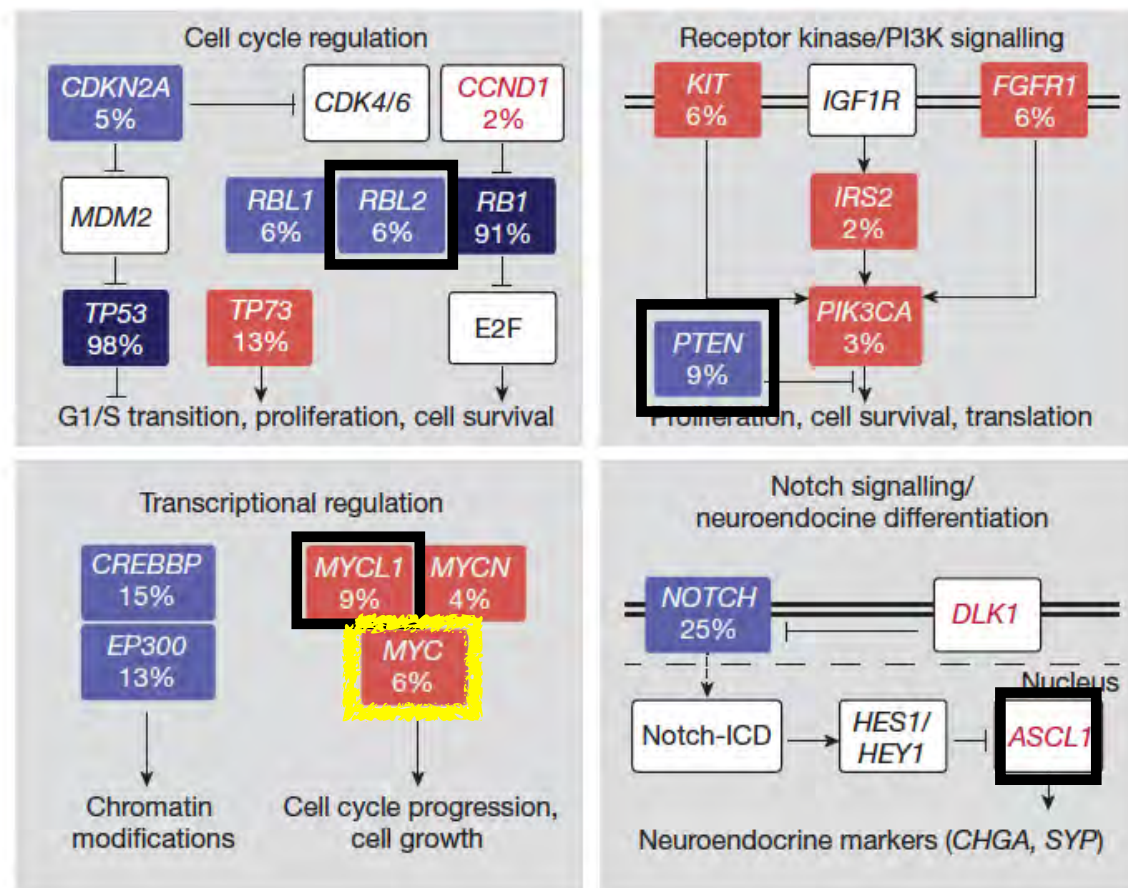 Cell cycle regulation
CDKN2A
5%
CDK4/6
CCND1
2%
MDM2
RBL1
6%
RBL2
6%
RB1
91%
TP53
98%
TP73
13%
E2F
G1/S transition, proliferation, cell survival
Receptor kinase/PI3K signalling
KIT
6%
IGF1R
FGFR1
6%
IRS2
2%
PTEN
9%
PIK3CA
3%
Proliferation, cell survival, translation
Transcriptional regulation
CREBBP
15%
EP300
13%
MYCL1
9%
MYCN
4%
MYC
6%
Chromatin
modifications
Cell cycle progression,
cell growth
Notch signalling/
neuroendocrine differentiation
NOTCH
25%
DLK1
Nucleus
Notch-ICD
HES1/
HEY1
ASCL1
Neuroendocrine markers (CHGA, SYP)